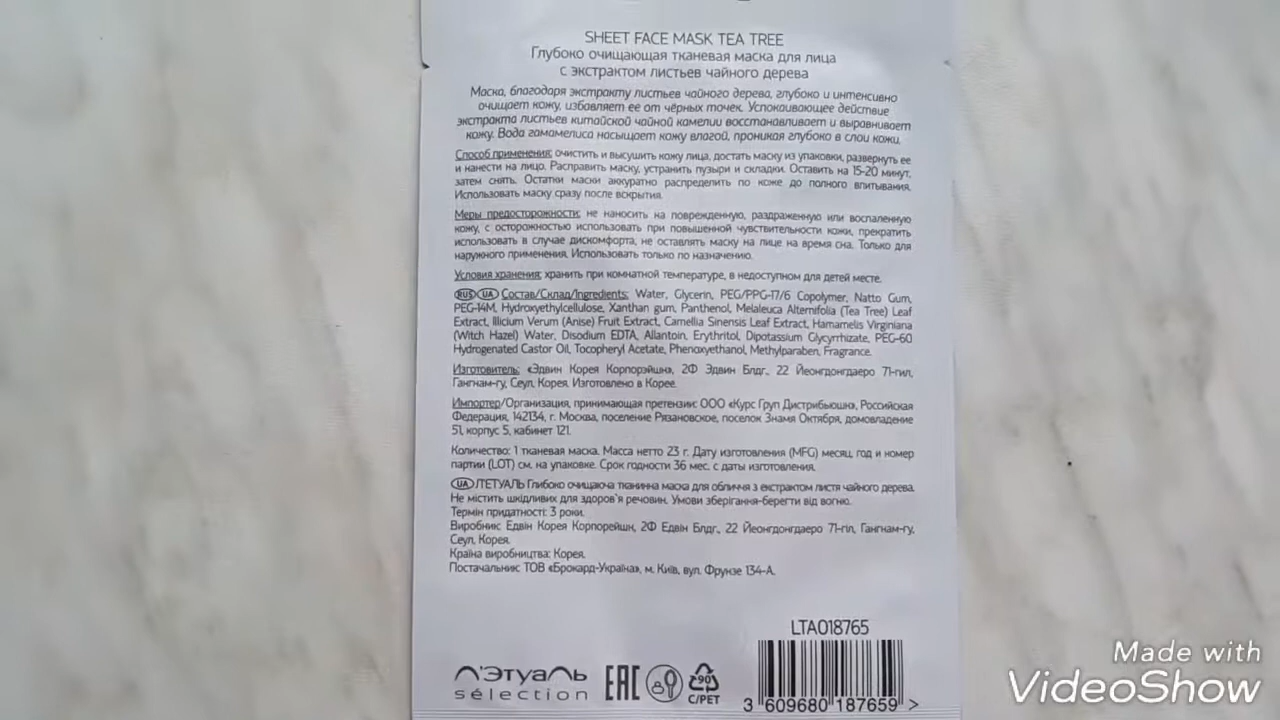 SHEET FACE MASK TEA TREE
Глубоко очищающая тканевая маска для лица
с экстрактом листьев чайного дерева
Маска, благодаря экстракту листьев чайного дерева, глубоко и интенсивно
очищает кожу, избавляет ее от чёрных точек. Успокаивающее действие
экстракта листьев китайской чайной камелии восстанавливает и выравнивает
кожу. Вода гамамелиса насыщает кожу влагой, проникая глубоко в слои кожи.
Способ применения: очистить и высушить кожу лица, достать маску из упаковки, развернуть ее
и нанести на лицо. Расправить маску, устранить пузыри и складки. Оставить на 15-20 минут,
затем снять. Остатки маски аккуратно распределить по коже до полного впитывания.
Использовать маску сразу после вскрытия.
Меры предосторожности: не наносить на поврежденную, раздраженную или воспаленную
кожу, с осторожностью использовать при повышенной чувствительности кожи, прекратить
использовать в случае дискомфорта, не оставлять маску на лице на время сна. Только для
наружного применения. Использовать только по назначению.
Условия хранения: хранить при комнатной температуре, в недоступном для детей месте.
RUS UA Состав/Склад/Ingredients: Water, Glycerin, PEG/PPG-17/6 Copolymer, Natto Gum,
PEG-14M, Hydroxyethylcellulose, Xanthan gum, Panthenol, Melaleuca Alternifolia (Tea Tree) Leaf
Extract, Illicium Verum (Anise) Fruit Extract, Camellia Sinensis Leaf Extract, Hamamelis Virginiana
(Witch Hazel) Water, Disodium EDTA, Allantoin, Erythritol, Dipotassium Glycyrrhizate, PEG-60
Hydrogenated Castor Oil, Tocopheryl Acetate, Phenoxyethanol, Methylparaben, Fragrance.
Изготовитель: «Эдвин Корея Корпорэйшн», 2Ф Эдвин Блдг., 22 Йеонгдонгдаеро 71-гил,
Гангнам-гу, Сеул, Корея. Изготовлено в Корее.
Импортер/Организация, принимающая претензии: ООО «Курс Груп Дистрибьюшн», Российская
Федерация, 142134, г. Москва, поселение Рязановское, поселок Знамя Октября, домовладение
51, корпус 5, кабинет 121.
Количество: 1 тканевая маска. Масса нетто 23 г. Дату изготовления (MFG) месяц, год и номер
партии (LOT) см. на упаковке. Срок годности 36 мес. с даты изготовления.
UA Л'ЕТУАЛЬ Глибоко очищаюча тканинна маска для обличчя з екстрактом листя чайного дерева.
Не містить шкідливих для здоров'я речовин. Умови зберігання-берегти від вогню.
Термін придатності: 3 роки.
Виробник: Едвін Корея Корпорейшн, 2Ф Едвін Блдг., 22 Йеонгдонгдаеро 71-гіл, Гангнам-гу,
Сеул, Корея.
Країна виробництва: Корея.
Постачальник: ТОВ «Брокард-Україна», м. Київ, вул. Фрунзе 134-А.
LTA018765
Л'Этуаль
sélection
EAC
90
C/PET
3 609680 187659 >
Made with
VideoShow